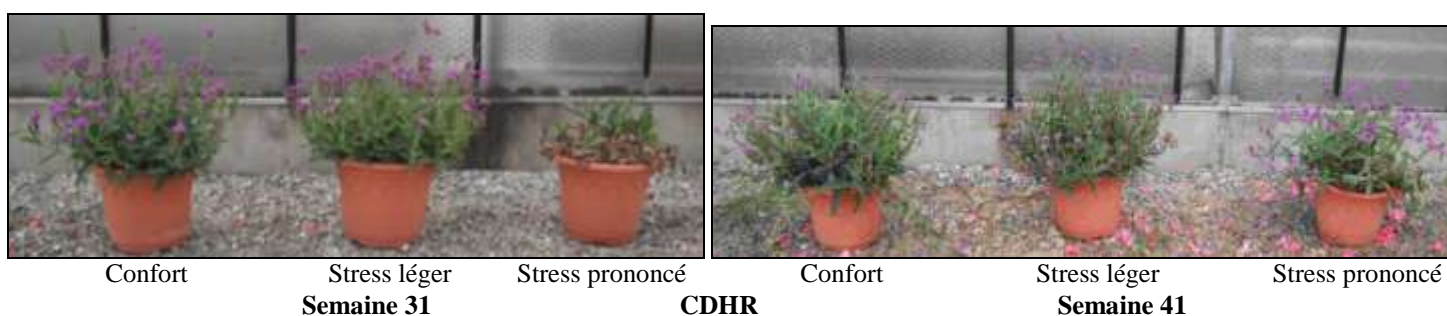 Confort Stress léger Stress prononcé Confort Stress léger Stress prononcé
Semaine 31 CDHR Semaine 41